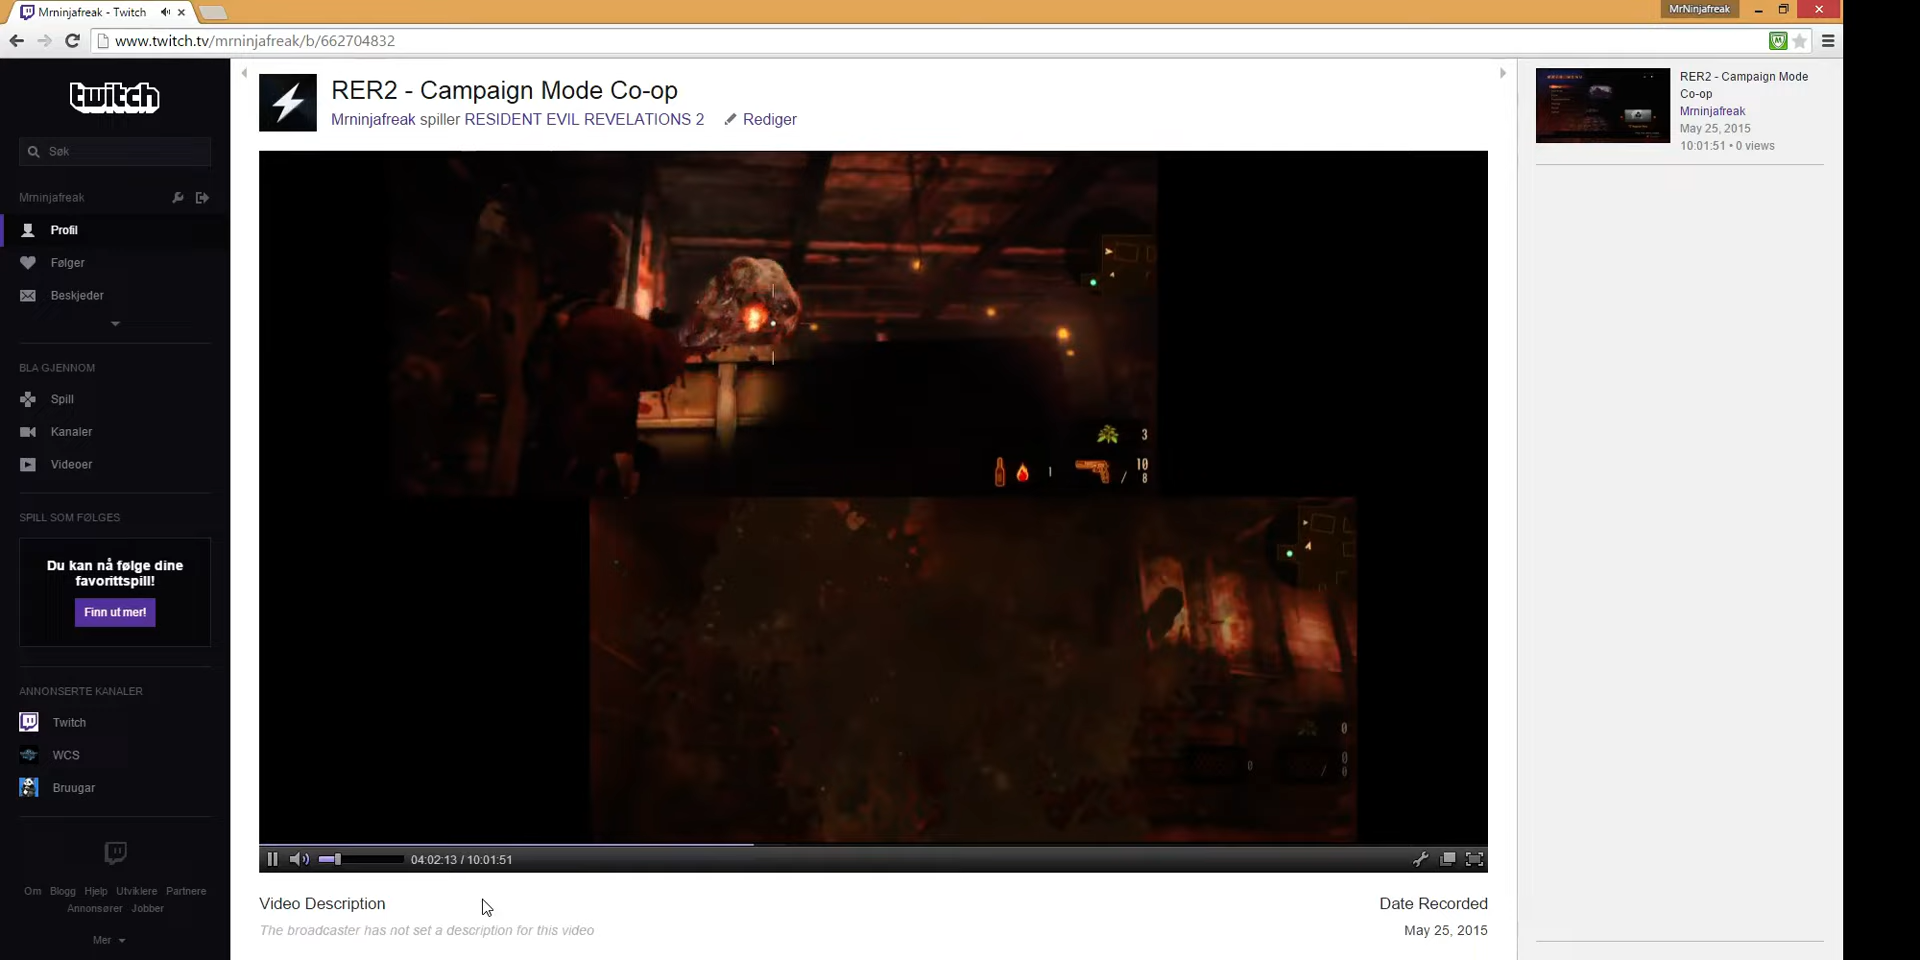 Mrninjafreak - Twitch
MrNinjafreak
www.twitch.tv/mrninjafreak/b/662704832
twitch
Søk
Mrninjafreak
Profil
Følger
Beskjeder
BLA GJENNOM
Spill
Kanaler
Videoer
SPILL SOM FØLGES
Du kan nå følge dine
favorittspill!
Finn ut mer!
ANNONSERTE KANALER
Twitch
WCS
Bruugar
Om Blogg Hjelp Utviklere Partnere
Annonsører Jobber
Mer
RER2 - Campaign Mode Co-op
Mrninjafreak spiller RESIDENT EVIL REVELATIONS 2 Rediger
3
10
/ 8
0
0
0
/ 0
04:02:13 / 10:01:51
Video Description
The broadcaster has not set a description for this video
Date Recorded
May 25, 2015
RER2 - Campaign Mode
Co-op
Mrninjafreak
May 25, 2015
10:01:51 • 0 views